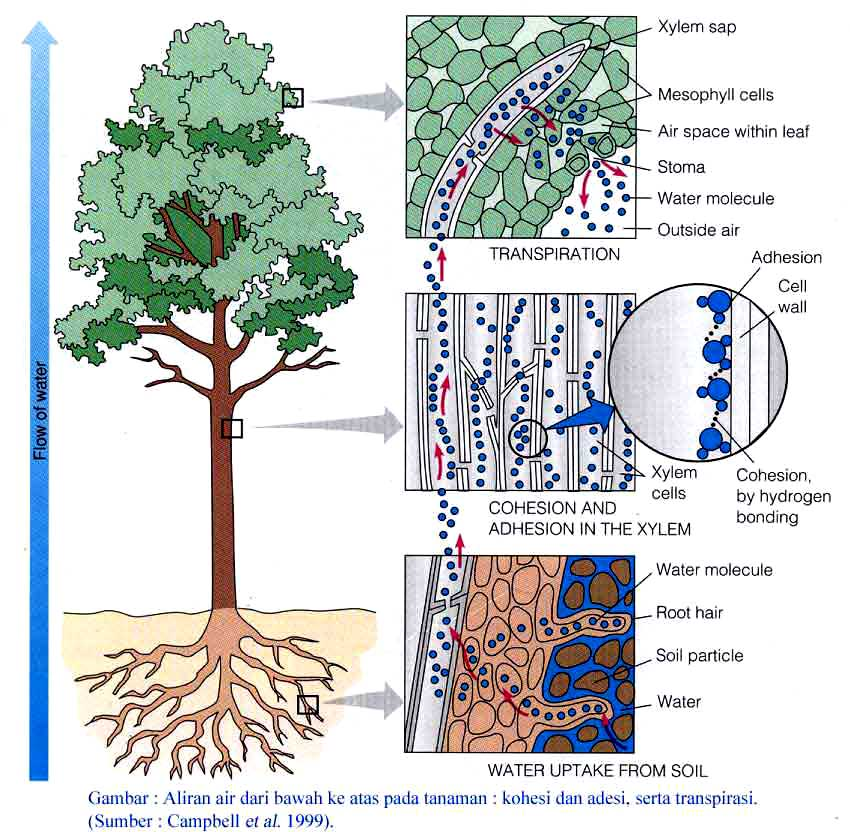 Flow of water
Xylem sap
Mesophyll cells
Air space within leaf
Stoma
Water molecule
Outside air
TRANSPIRATION
Adhesion
Cell
wall
Xylem
cells
Cohesion,
by hydrogen
bonding
COHESION AND
ADHESION IN THE XYLEM
Water molecule
Root hair
Soil particle
Water
WATER UPTAKE FROM SOIL
Gambar : Aliran air dari bawah ke atas pada tanaman : kohesi dan adesi, serta transpirasi.
(Sumber : Campbell et al. 1999).